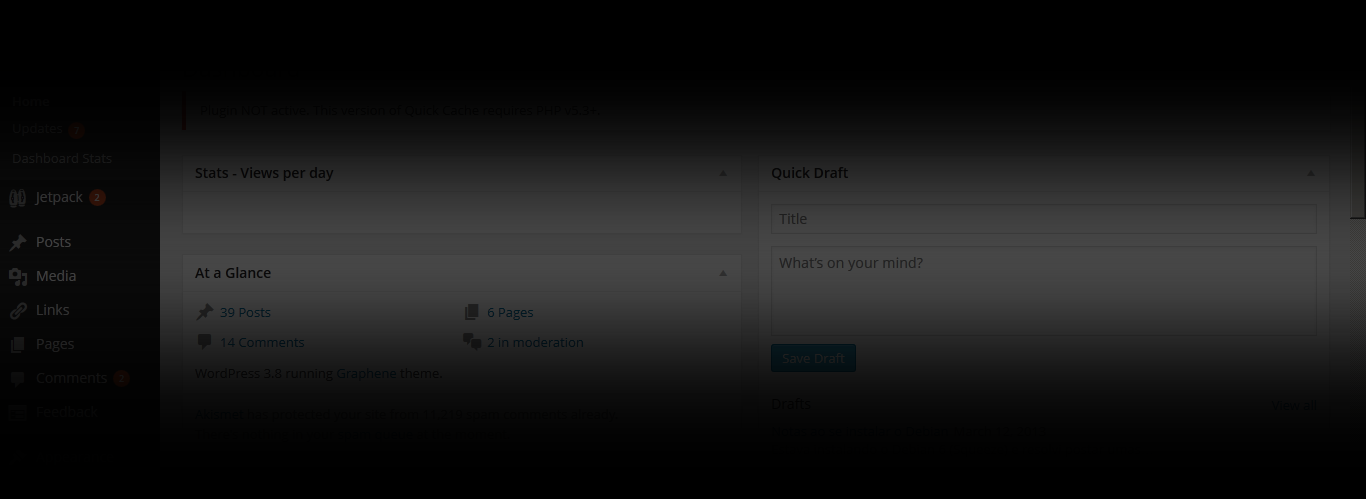 Home
Plugin NOT active. This version of Quick Cache requires PHP v5.3+.
Updates 7
Dashboard Stats
Jetpack 2
Posts
Media
Links
Pages
Comments 2
Feedback
Stats - Views per day
At a Glance
39 Posts
6 Pages
14 Comments
2 in moderation
WordPress 3.8 running Graphene theme.
Quick Draft
Title
What's on your mind?
Save Draft
Drafts
View all